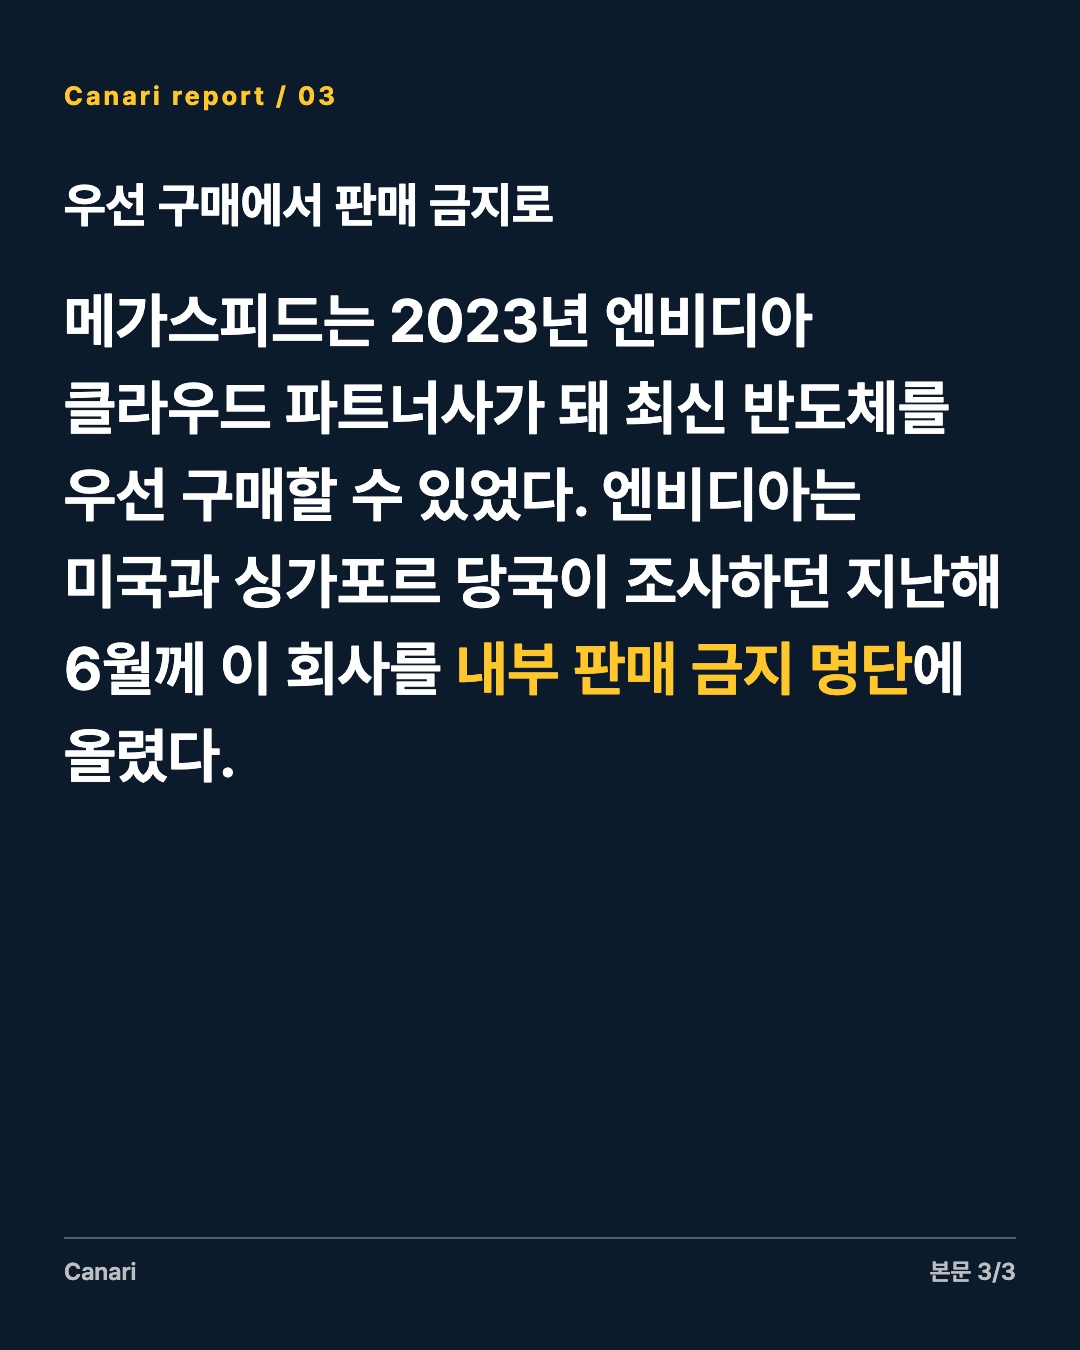 Canari report / 03
우선 구매에서 판매 금지로
메가스피드는 2023년 엔비디아
클라우드 파트너사가 돼 최신 반도체를
우선 구매할 수 있었다. 엔비디아는
미국과 싱가포르 당국이 조사하던 지난해
6월께 이 회사를 내부 판매 금지 명단에
올렸다.
Canari
본문 3/3